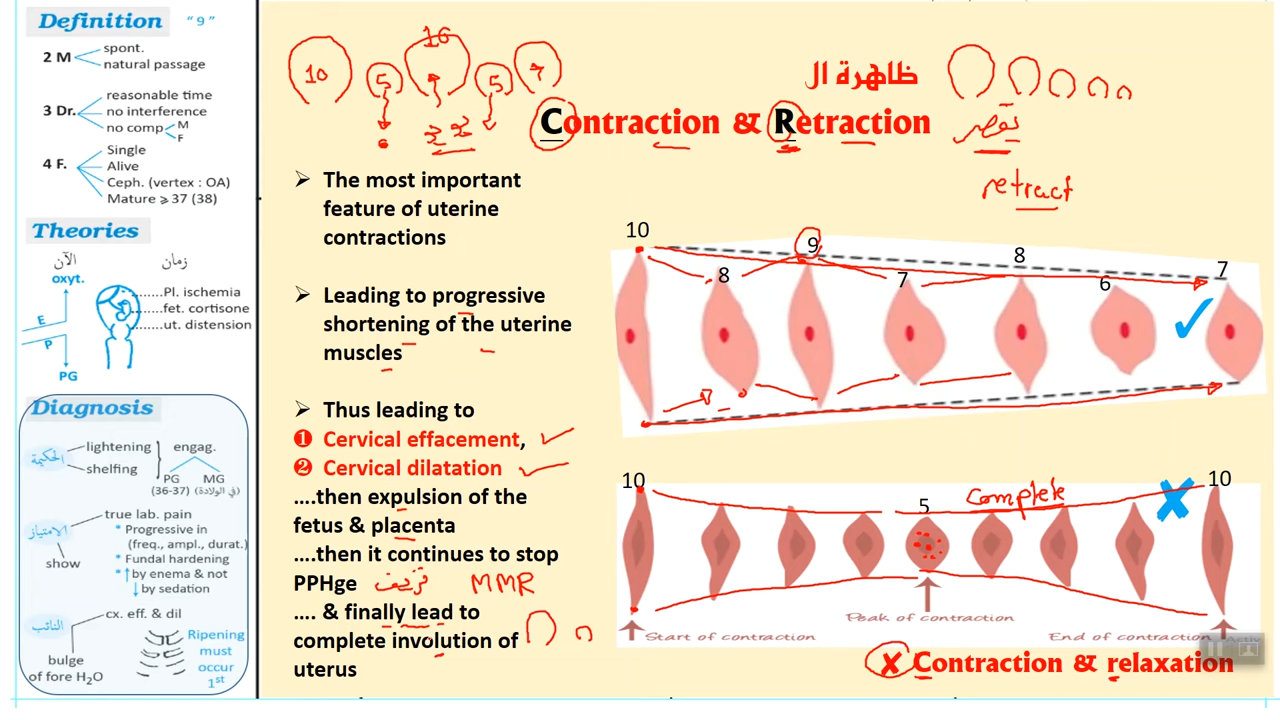 Definition " 9 "
2 M
spont.
natural passage
3 Dr.
reasonable time
no interference
no comp
M
F
4 F.
Single
Alive
Ceph. (vertex : OA)
Mature ⩾ 37 (38)
Theories
الآن
زمان
oxyt.
E
P
PG
Pl. ischemia
fet. cortisone
ut. distension
Diagnosis
الحكيمة
lightening
shelfing
engag.
PG
(36-37)
MG
(في الولادة)
الامتياز
true lab. pain
* Progressive in
(freq., ampl., durat.)
* Fundal hardening
* ↑ by enema & not
↓ by sedation
show
النائب
cx. eff. & dil
bulge
of fore H₂O
Ripening
must
occur
1st
10 5 16 5 7
ظاهرة ال
Contraction & Retraction
تقصر
retract
➢ The most important
feature of uterine
contractions
➢ Leading to progressive
shortening of the uterine
muscles
➢ Thus leading to
❶ Cervical effacement,
❷ Cervical dilatation
....then expulsion of the
fetus & placenta
....then it continues to stop
PPHge نزيف MMR
.... & finally lead to
complete involution of
uterus
10 8 9 7 8 6 7
10 5 complete 10
Peak of contraction
Start of contraction
End of contraction
X Contraction & relaxation